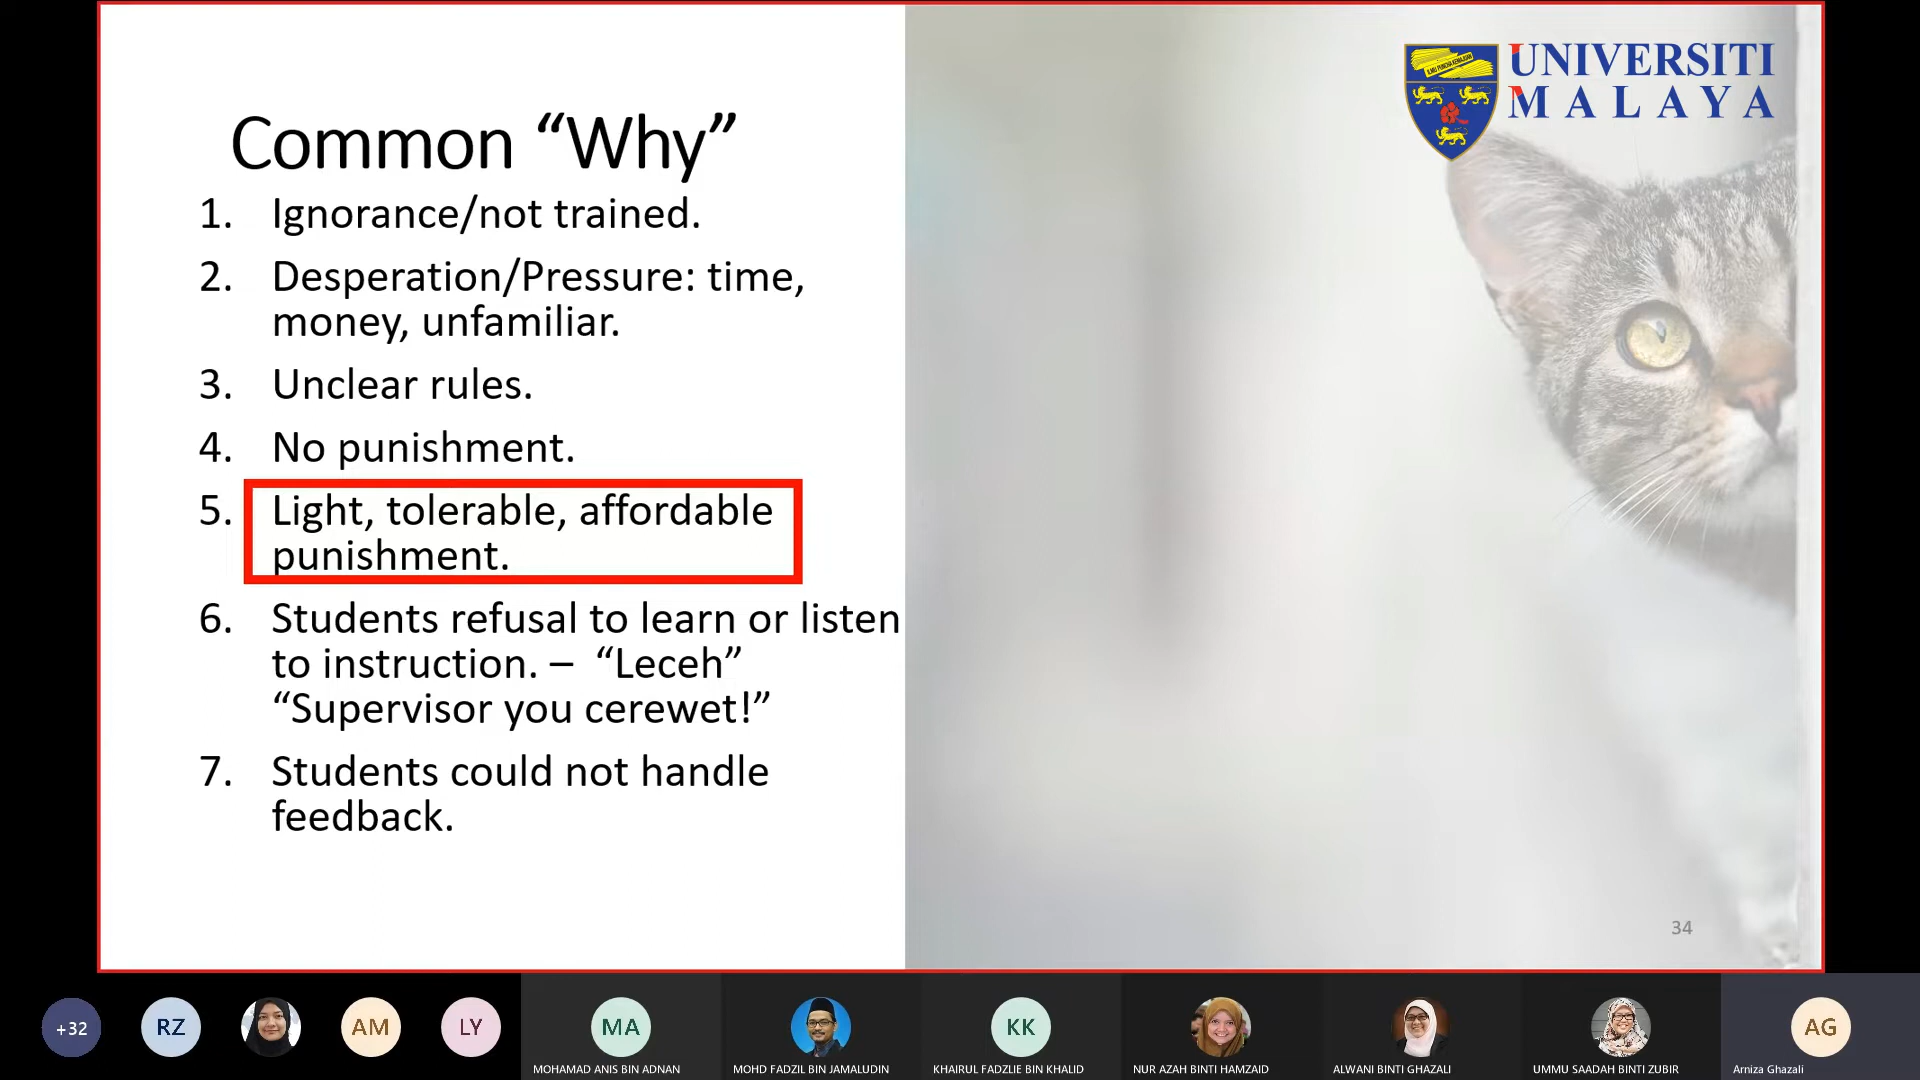 UNIVERSITI
MALAYA
ILMU PUNCHA KEMAJUAN
Common “Why”
1. Ignorance/not trained.
2. Desperation/Pressure: time,
money, unfamiliar.
3. Unclear rules.
4. No punishment.
5. Light, tolerable, affordable
punishment.
6. Students refusal to learn or listen
to instruction. – “Leceh”
“Supervisor you cerewet!”
7. Students could not handle
feedback.
34
+32
RZ
AM
LY
MA
KK
AG
MOHAMAD ANIS BIN ADNAN
MOHD FADZIL BIN JAMALUDIN
KHAIRUL FADZLIE BIN KHALID
NUR AZAH BINTI HAMZAID
ALWANI BINTI GHAZALI
UMMU SAADAH BINTI ZUBIR
Arniza Ghazali